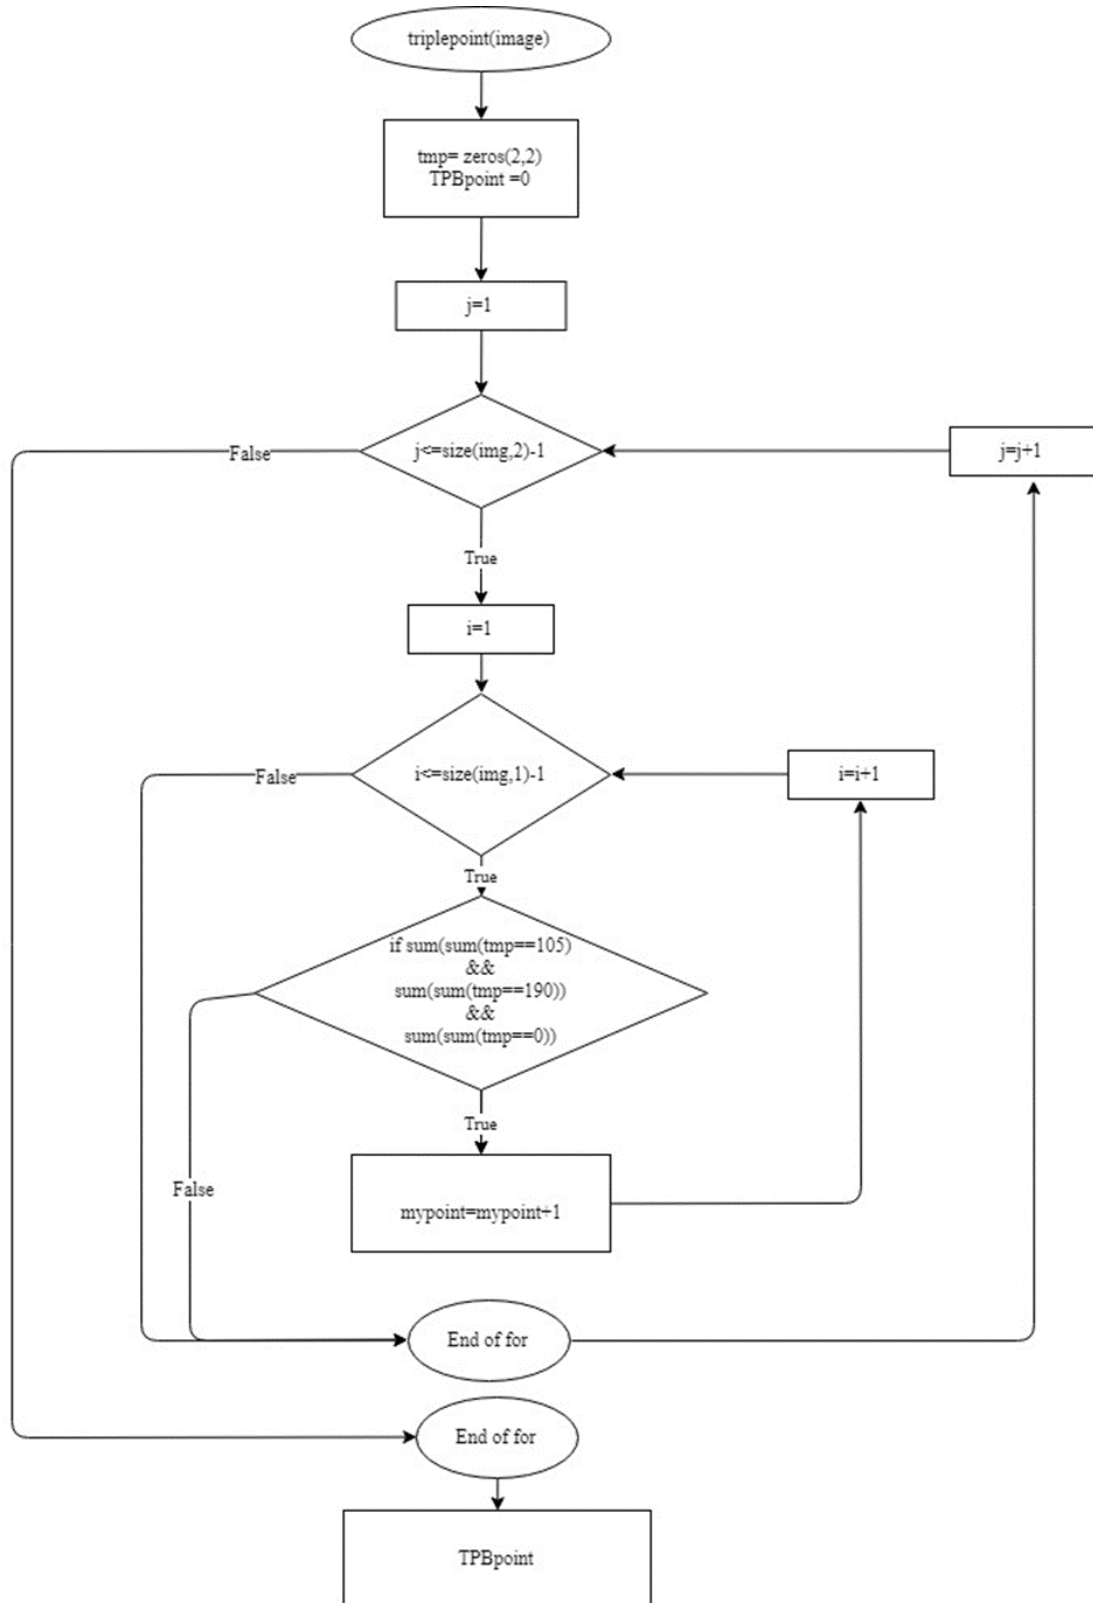 triplepoint(image)
tmp= zeros(2,2)
TPBpoint =0
j=1
j<=size(img,2)-1
False
j=j+1
True
i=1
i<=size(img,1)-1
False
i=i+1
True
if sum(sum(tmp==105)
&&
sum(sum(tmp==190))
&&
sum(sum(tmp==0))
True
False
mypoint=mypoint+1
End of for
End of for
TPBpoint